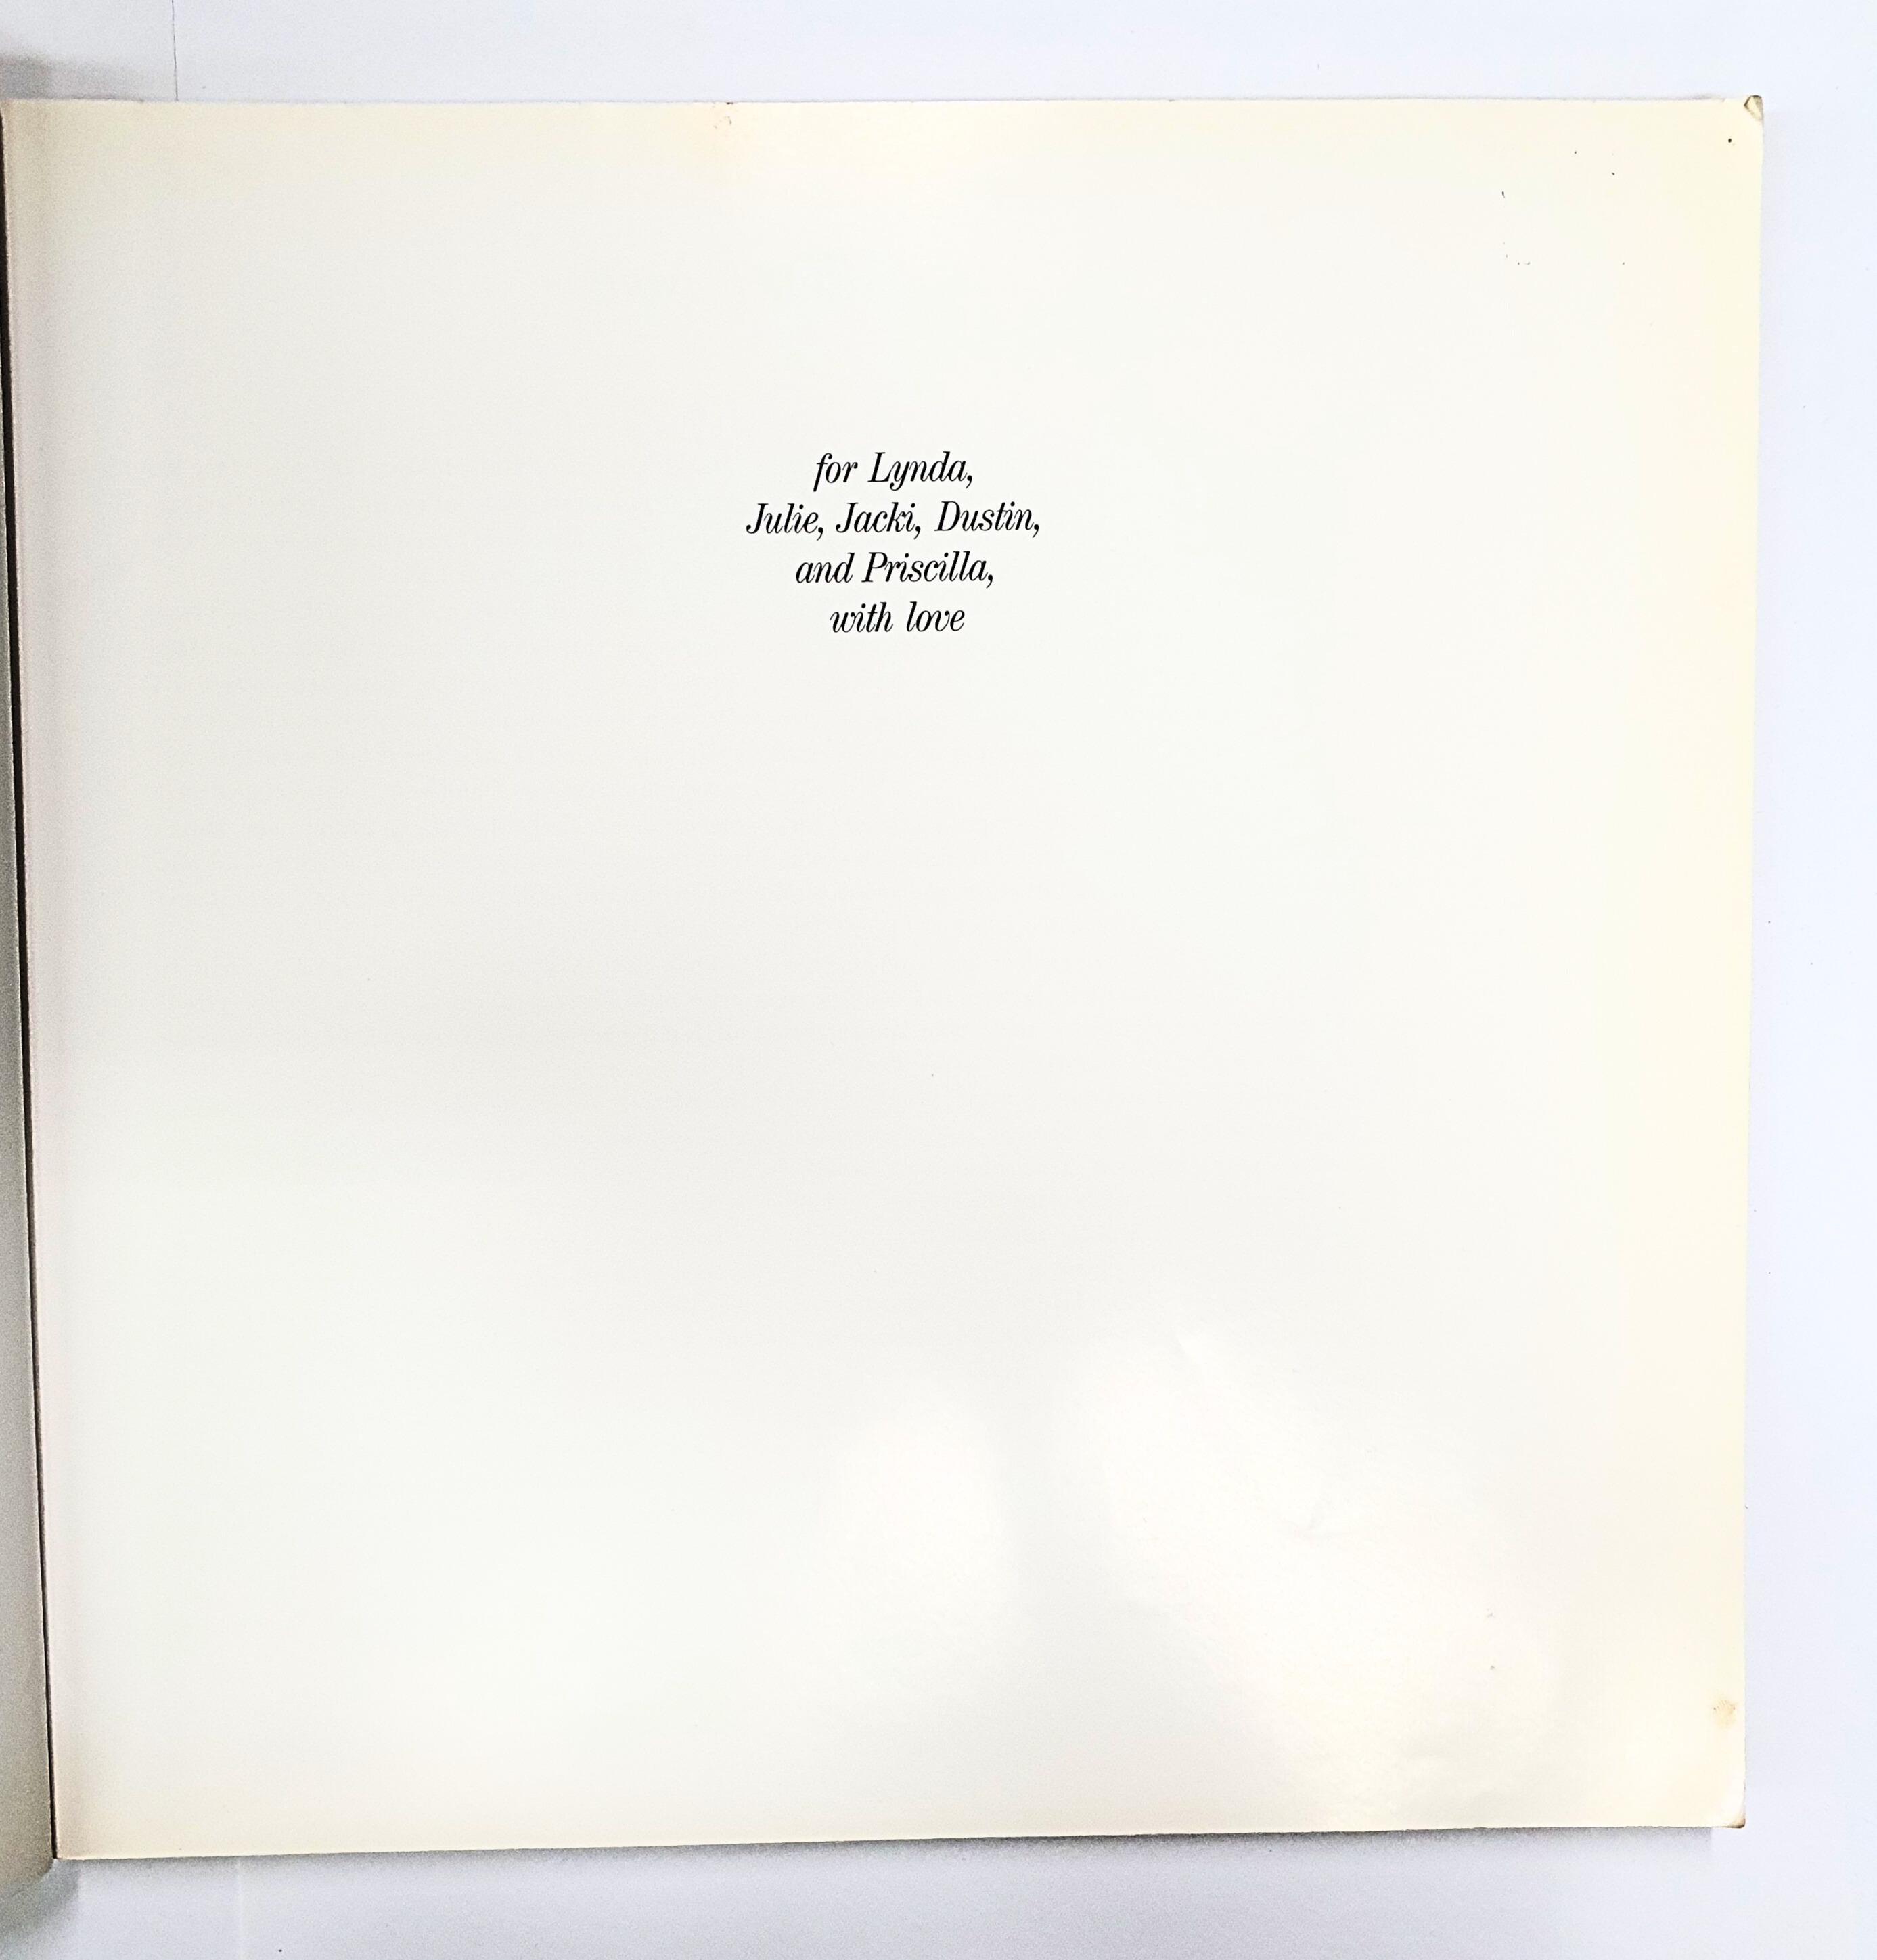 for Lynda,
Julie, Jacki, Dustin,
and Priscilla,
with love